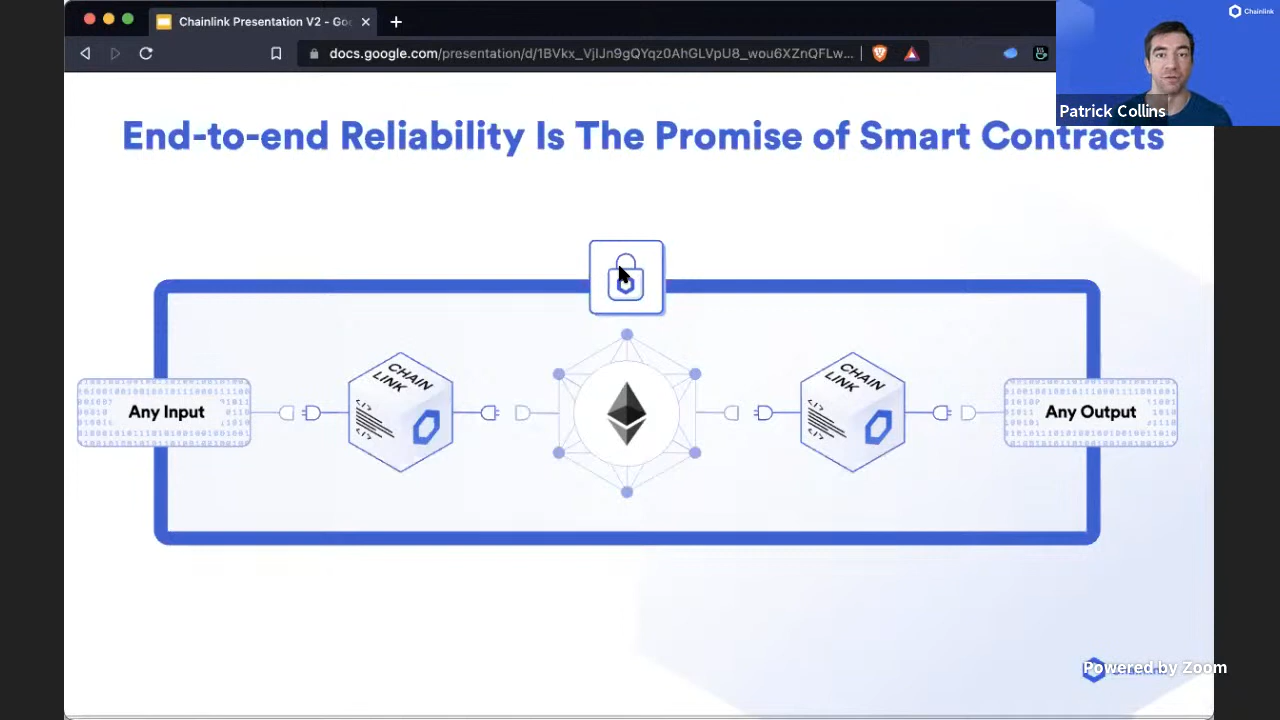 Chainlink Presentation V2 - Goo
docs.google.com/presentation/d/1BVkx_VjIJn9gQYqz0AhGLVpU8_wou6XZnQFLw...
Chainlink
Patrick Collins
End-to-end Reliability Is The Promise of Smart Contracts
Any Input
CHAIN
LINK
CHAIN
LINK
Any Output
Powered by Zoom